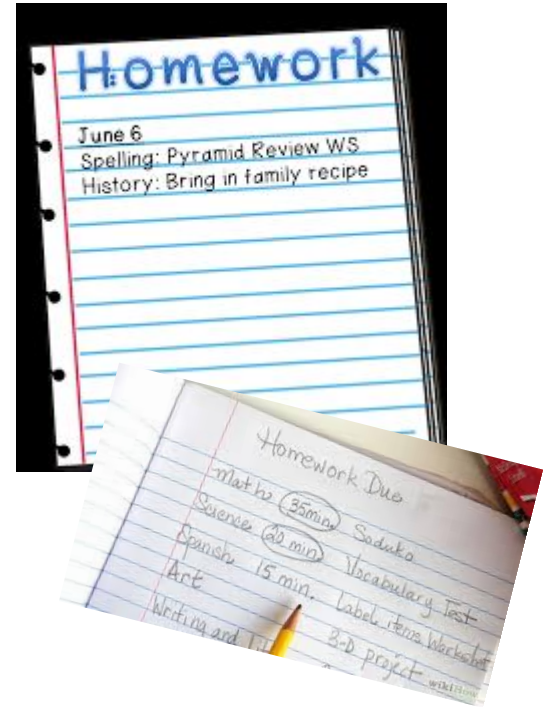 Homework
June 6
Spelling: Pyramid Review WS
History: Bring in family recipe
Homework Due
Math: 35min. Soduko
Science 20 min. Vocabulary Test
Spanish 15 min. Label items Worksheet
Art 3-D project
Writing and
wikiHow